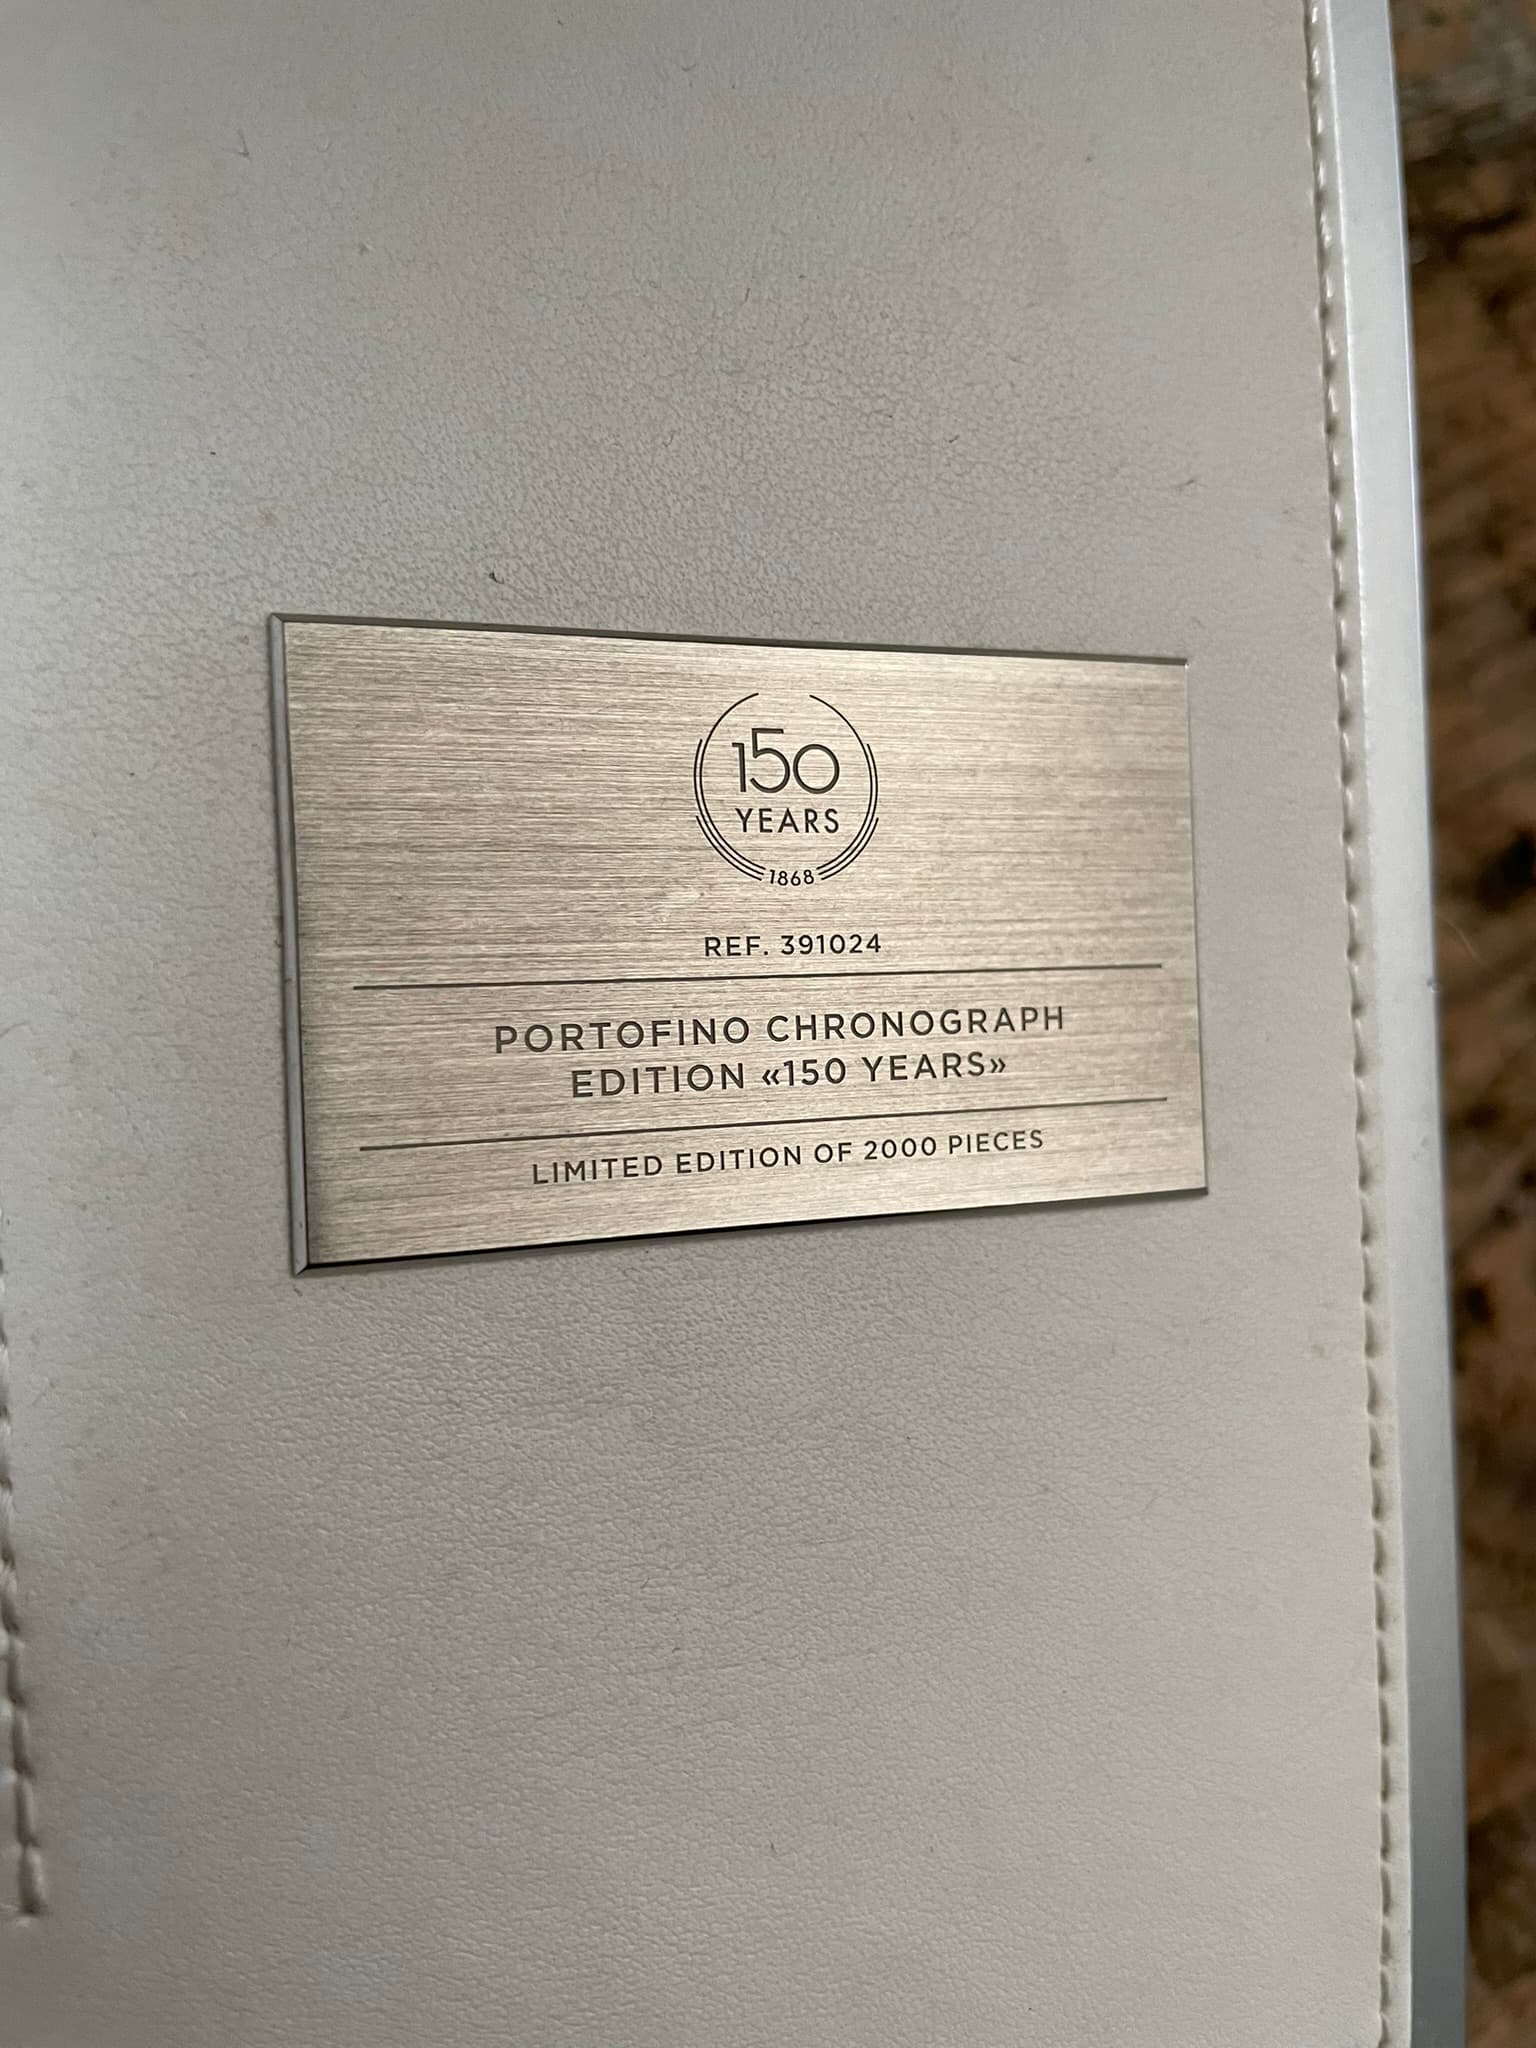 150
YEARS
1868
REF. 391024
PORTOFINO CHRONOGRAPH
EDITION «150 YEARS»
LIMITED EDITION OF 2000 PIECES